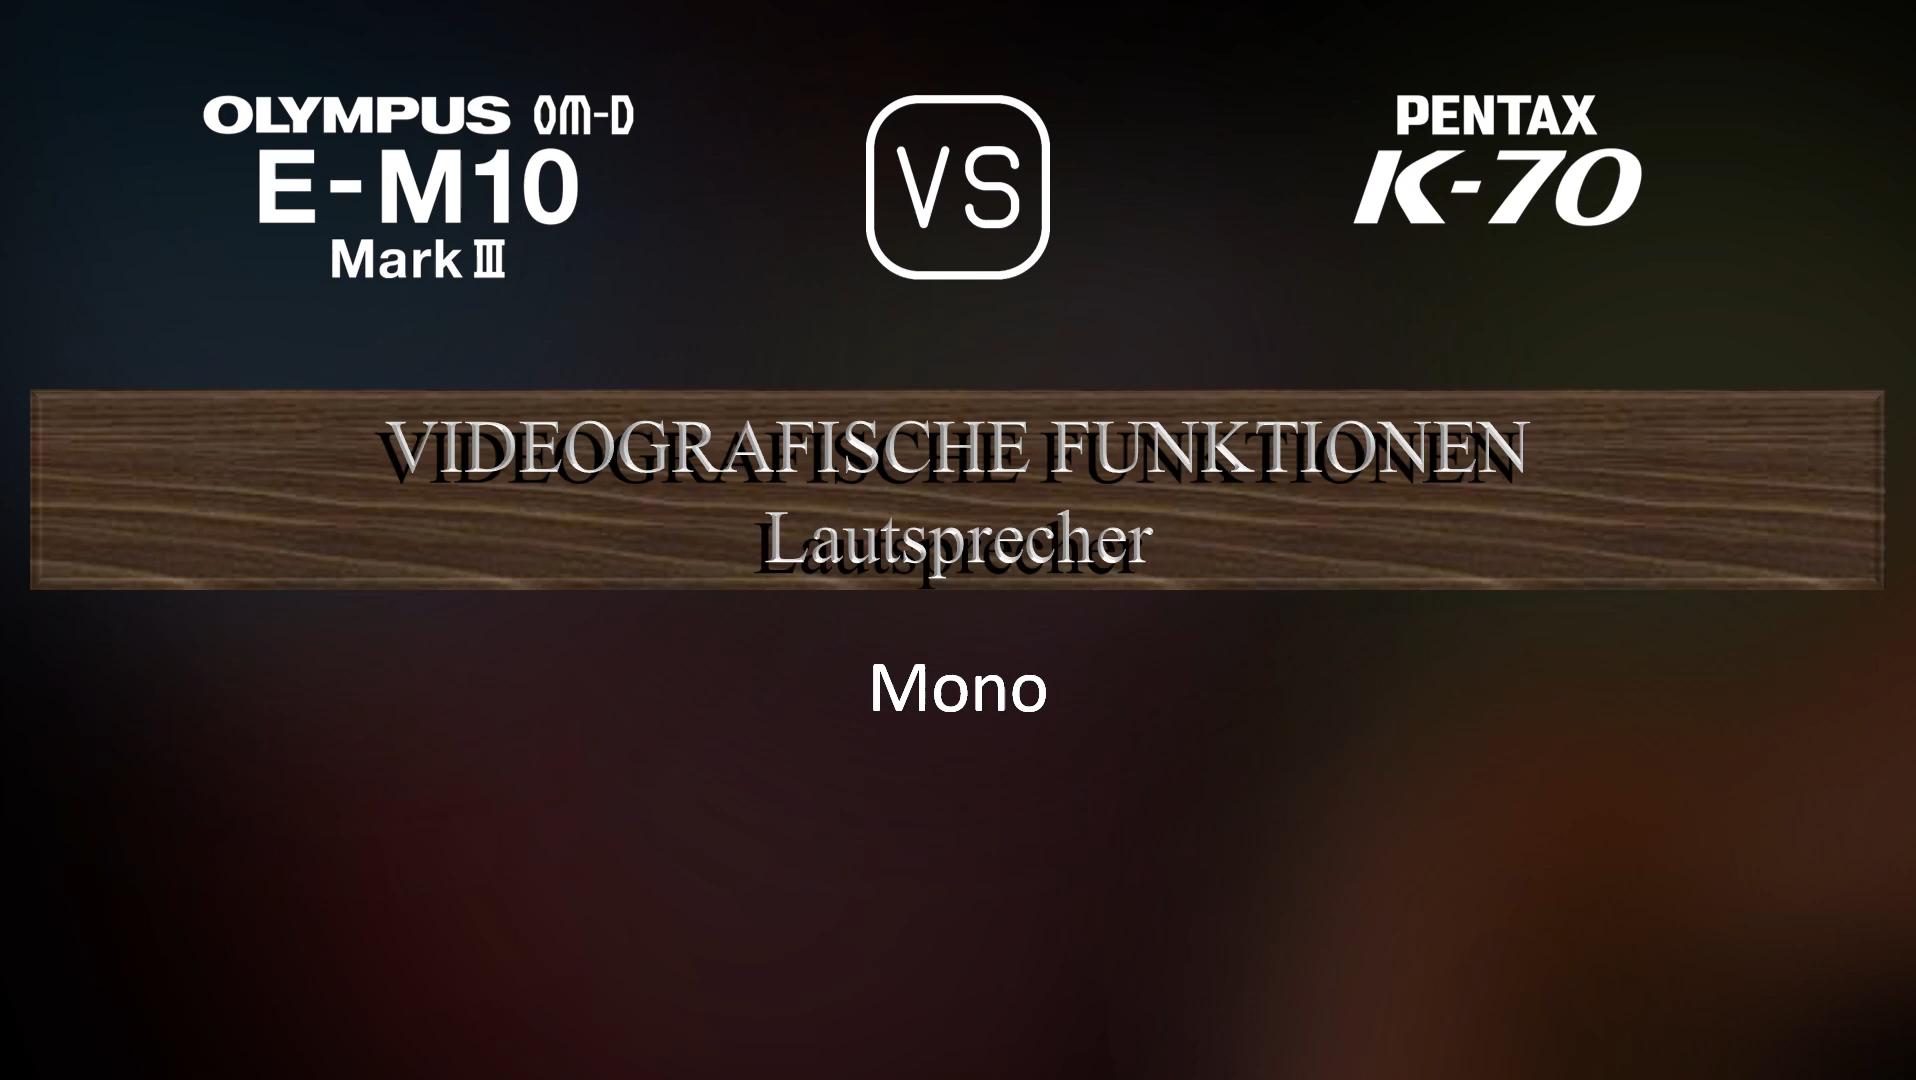 OLYMPUS OM-D
E-M10
Mark III
VS
PENTAX
K-70
VIDEOGRAFISCHE FUNKTIONEN
Lautsprecher
Mono